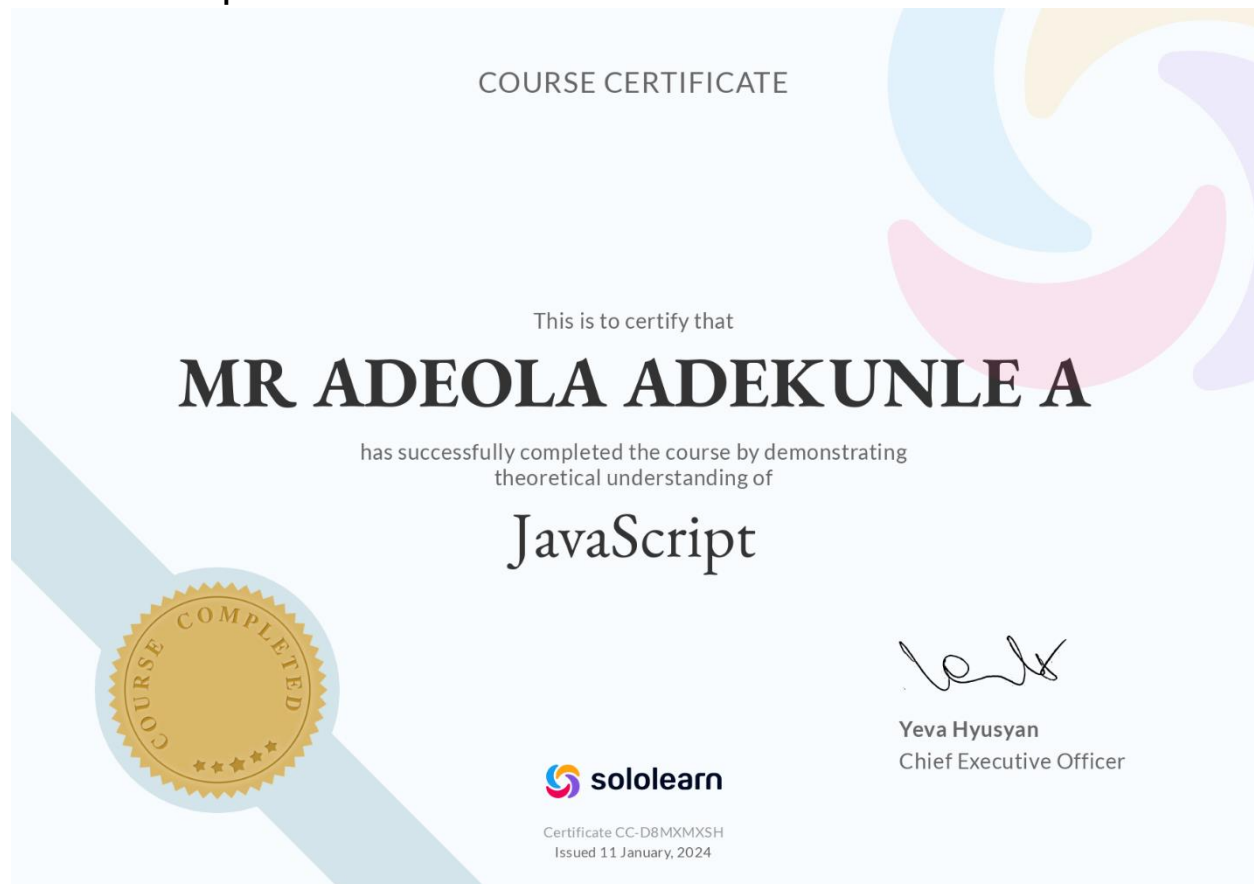 COURSE CERTIFICATE
This is to certify that
MR ADEOLA ADEKUNLE A
has successfully completed the course by demonstrating
theoretical understanding of
JavaScript
COURSE COMPLETED
Yeva Hyusyan
Chief Executive Officer
sololearn
Certificate CC-D8MXMXSH
Issued 11 January, 2024